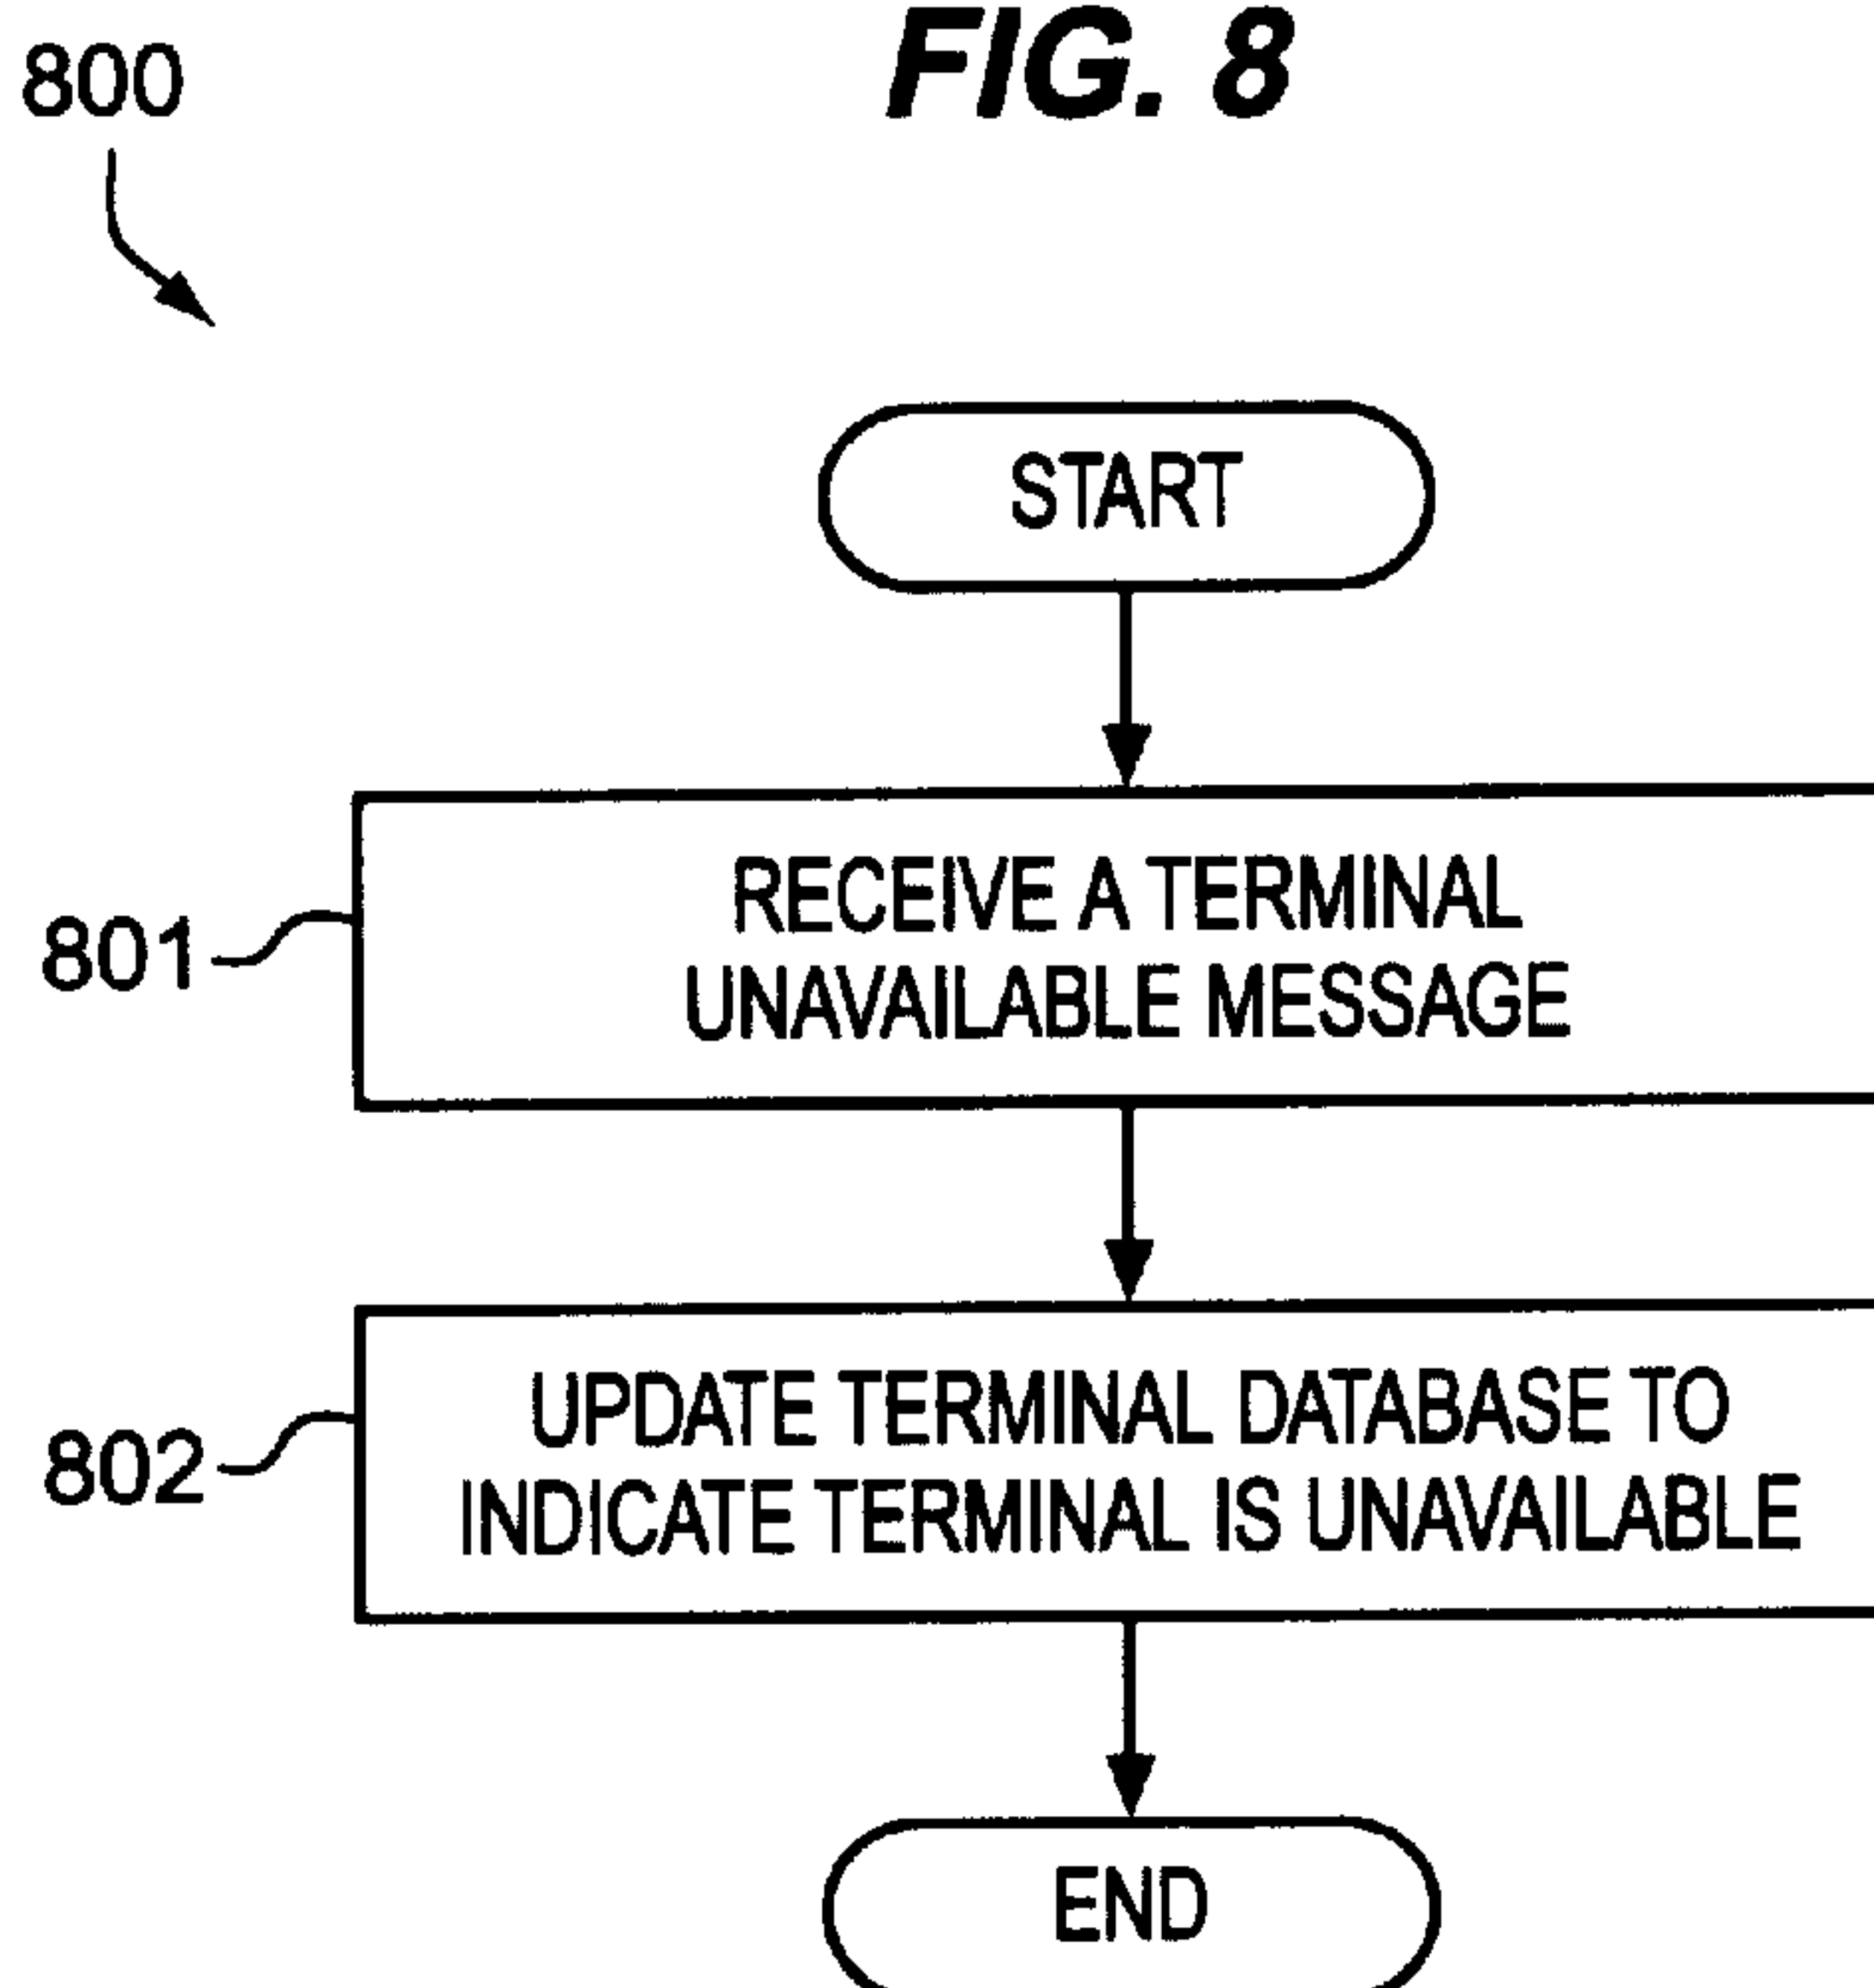 FIG. 8
800
START
801
RECEIVE A TERMINAL
UNAVAILABLE MESSAGE
802
UPDATE TERMINAL DATABASE TO
INDICATE TERMINAL IS UNAVAILABLE
END